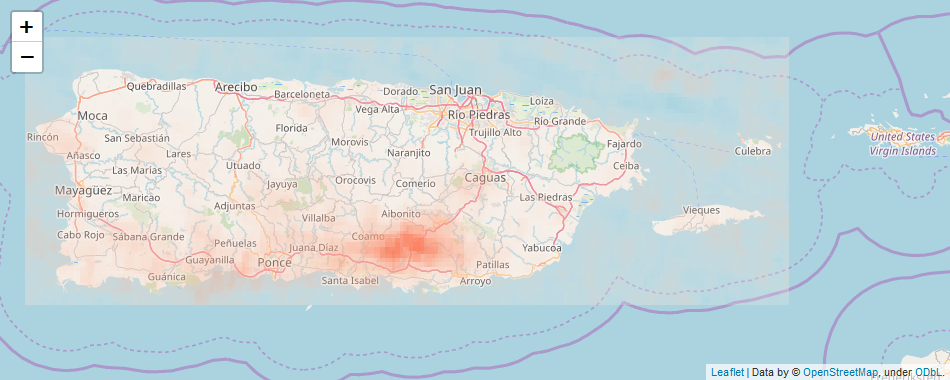 +
−
Quebradillas
Arecibo
Barceloneta
Dorado
San Juan
Loíza
Moca
Vega Alta
Río Piedras
Río Grande
Rincón
San Sebastián
Florida
Morovis
Trujillo Alto
Fajardo
Añasco
Lares
Naranjito
Culebra
United States
Virgin Islands
Las Marías
Utuado
Ceiba
Mayagüez
Maricao
Jayuya
Orocovis
Comerío
Caguas
Las Piedras
Hormigueros
Adjuntas
Villalba
Aibonito
Vieques
Cabo Rojo
Sábana Grande
Peñuelas
Juana Díaz
Coamo
Yabucoa
Guayanilla
Ponce
Patillas
Guánica
Santa Isabel
Arroyo
Leaflet | Data by © OpenStreetMap, under ODbL.